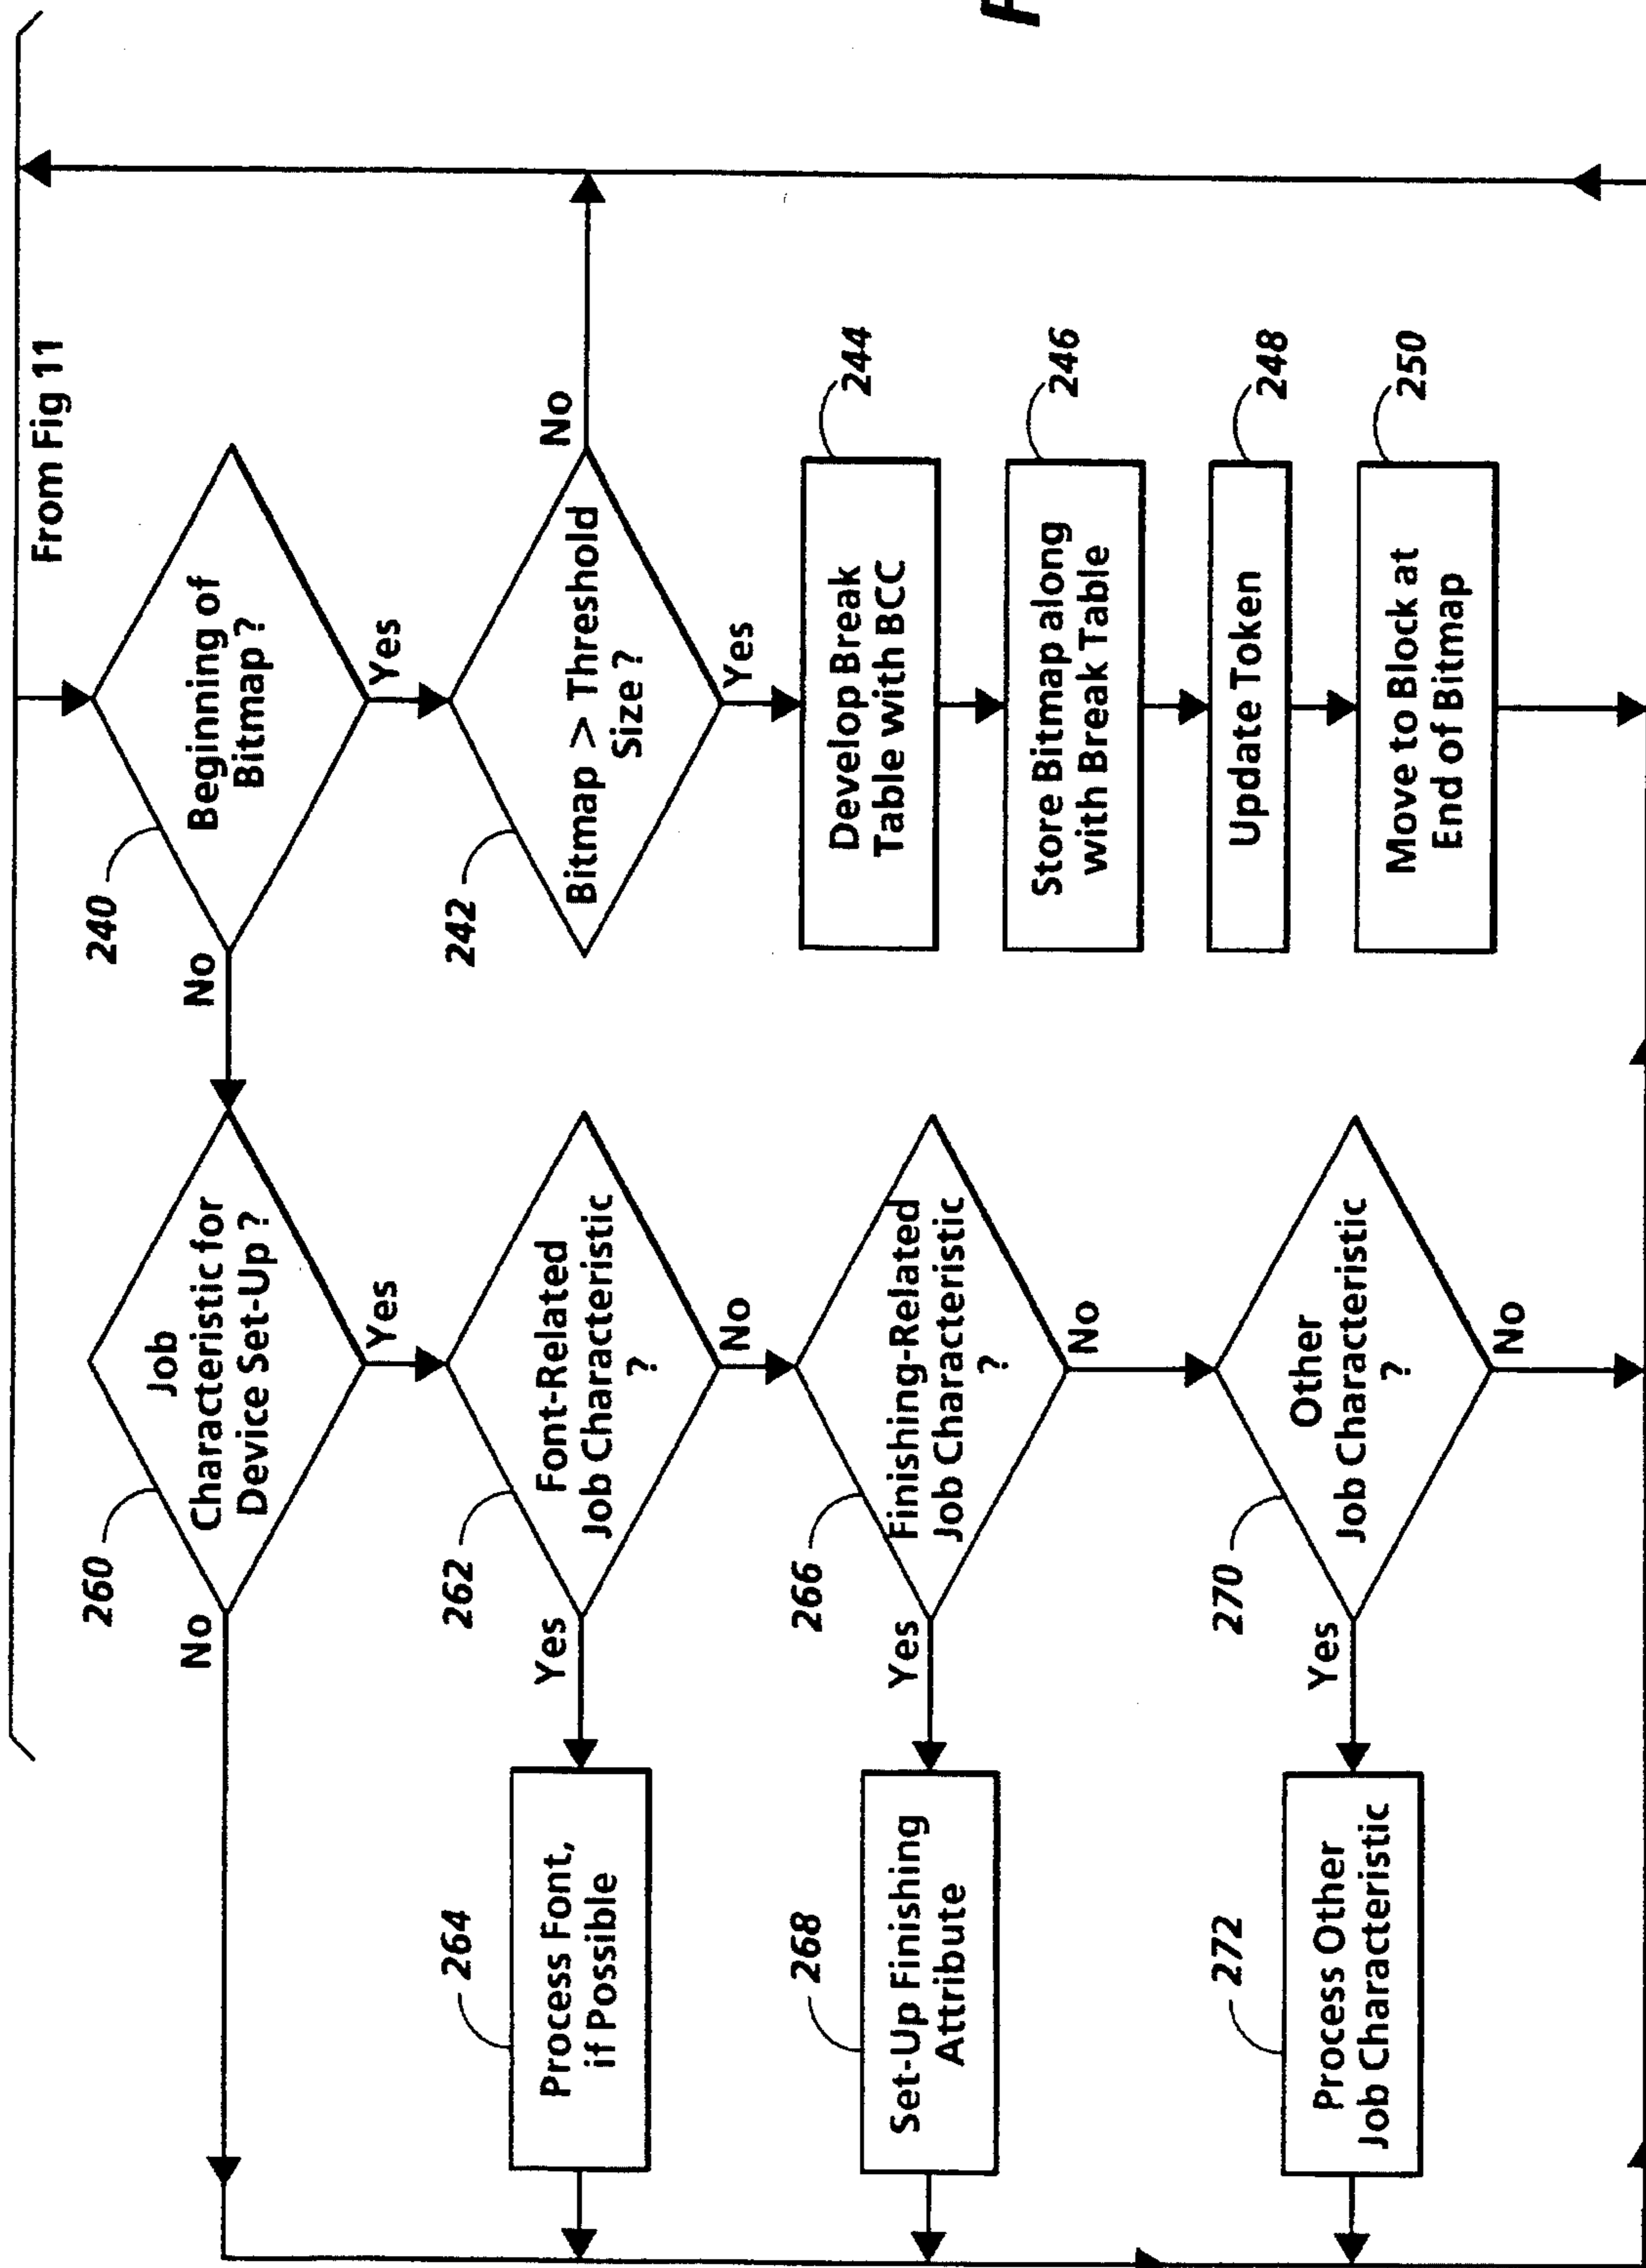 From Fig 11
240
Beginning of
Bitmap ?
No
Yes
242
Bitmap > Threshold
Size ?
No
Yes
244
Develop Break
Table with BCC
246
Store Bitmap along
with Break Table
248
Update Token
250
Move to Block at
End of Bitmap
260
Job
Characteristic for
Device Set-Up ?
No
Yes
262
Font-Related
Job Characteristic
?
Yes
No
264
Process Font,
if Possible
266
Finishing-Related
Job Characteristic
?
Yes
No
268
Set-Up Finishing
Attribute
270
Other
Job Characteristic
?
Yes
No
272
Process Other
Job Characteristic